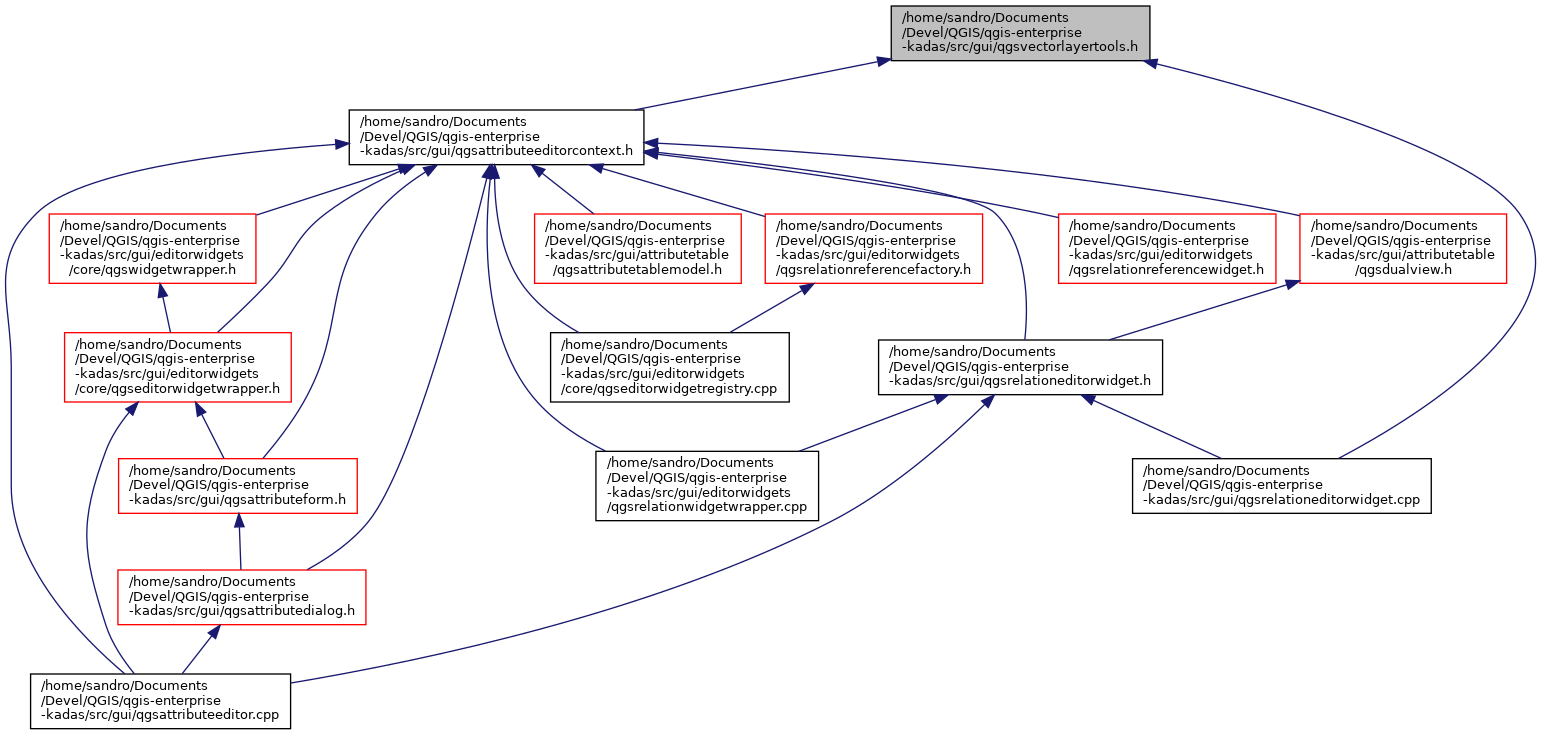 /home/sandro/Documents
/Devel/QGIS/qgis-enterprise
-kadas/src/gui/qgsvectorlayertools.h
/home/sandro/Documents
/Devel/QGIS/qgis-enterprise
-kadas/src/gui/qgsattributeeditorcontext.h
/home/sandro/Documents
/Devel/QGIS/qgis-enterprise
-kadas/src/gui/editorwidgets
/core/qgswidgetwrapper.h
/home/sandro/Documents
/Devel/QGIS/qgis-enterprise
-kadas/src/gui/attributetable
/qgsattributetablemodel.h
/home/sandro/Documents
/Devel/QGIS/qgis-enterprise
-kadas/src/gui/editorwidgets
/qgsrelationreferencefactory.h
/home/sandro/Documents
/Devel/QGIS/qgis-enterprise
-kadas/src/gui/editorwidgets
/qgsrelationreferencewidget.h
/home/sandro/Documents
/Devel/QGIS/qgis-enterprise
-kadas/src/gui/attributetable
/qgsdualview.h
/home/sandro/Documents
/Devel/QGIS/qgis-enterprise
-kadas/src/gui/editorwidgets
/core/qgseditorwidgetwrapper.h
/home/sandro/Documents
/Devel/QGIS/qgis-enterprise
-kadas/src/gui/editorwidgets
/core/qgseditorwidgetregistry.cpp
/home/sandro/Documents
/Devel/QGIS/qgis-enterprise
-kadas/src/gui/qgsrelationeditorwidget.h
/home/sandro/Documents
/Devel/QGIS/qgis-enterprise
-kadas/src/gui/qgsattributeform.h
/home/sandro/Documents
/Devel/QGIS/qgis-enterprise
-kadas/src/gui/editorwidgets
/qgsrelationwidgetwrapper.cpp
/home/sandro/Documents
/Devel/QGIS/qgis-enterprise
-kadas/src/gui/qgsrelationeditorwidget.cpp
/home/sandro/Documents
/Devel/QGIS/qgis-enterprise
-kadas/src/gui/qgsattributedialog.h
/home/sandro/Documents
/Devel/QGIS/qgis-enterprise
-kadas/src/gui/qgsattributeeditor.cpp